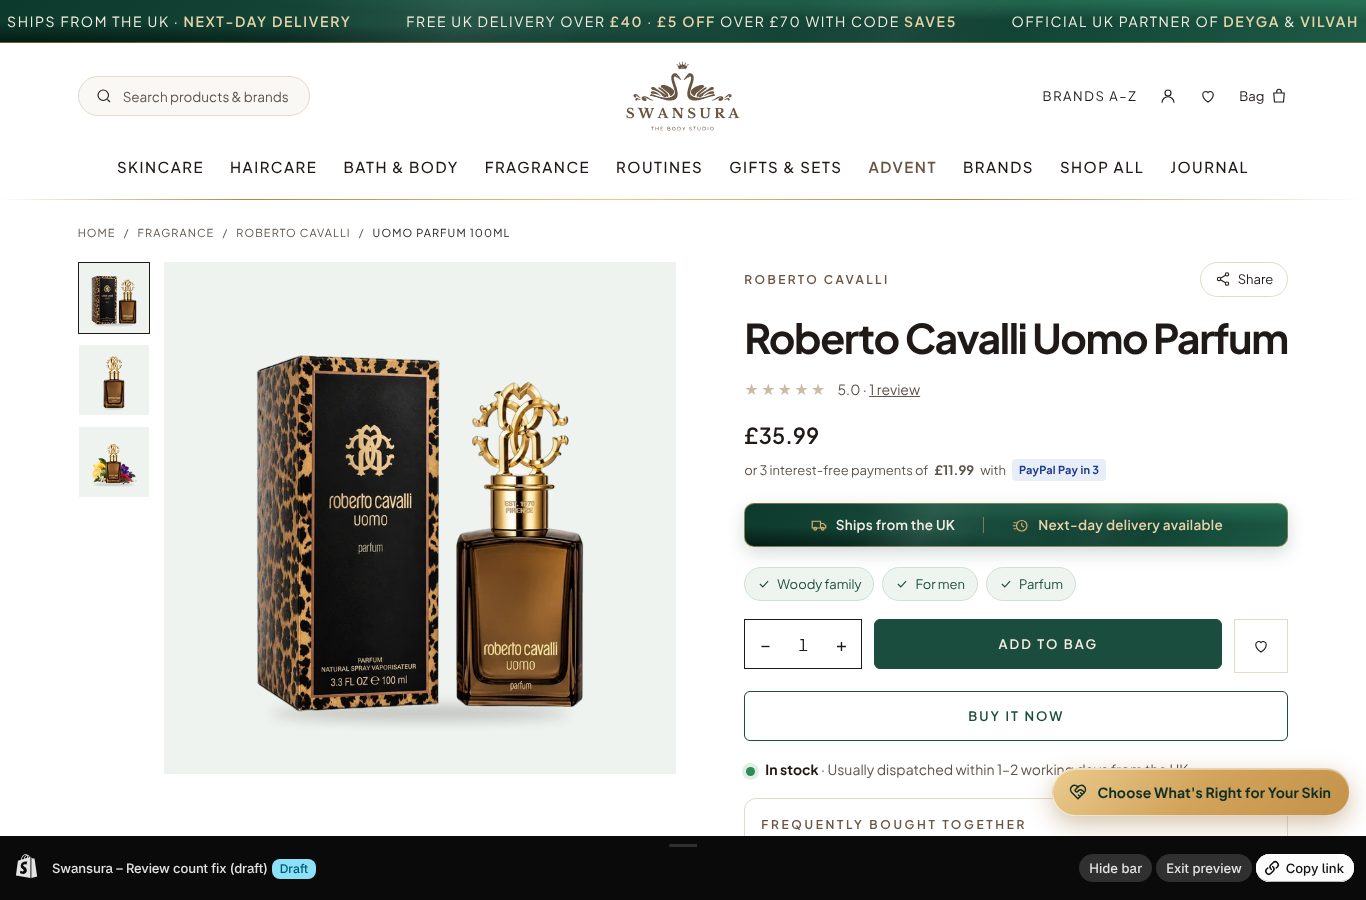 SHIPS FROM THE UK · NEXT-DAY DELIVERY
FREE UK DELIVERY OVER £40 · £5 OFF OVER £70 WITH CODE SAVE5
OFFICIAL UK PARTNER OF DEYGA & VILVAH
Search products & brands
SWANSURA
THE BODY STUDIO
BRANDS A–Z
Bag
SKINCARE HAIRCARE BATH & BODY FRAGRANCE ROUTINES GIFTS & SETS ADVENT BRANDS SHOP ALL JOURNAL
HOME / FRAGRANCE / ROBERTO CAVALLI / UOMO PARFUM 100ML
roberto cavalli
uomo
parfum
PARFUM
NATURAL SPRAY VAPORISATEUR
3.3 FL OZ ℮ 100 ml
EST. 1970
FIRENZE
roberto cavalli
uomo
parfum
ROBERTO CAVALLI
Share
Roberto Cavalli Uomo Parfum
★★★★★ 5.0 · 1 review
£35.99
or 3 interest-free payments of £11.99 with PayPal Pay in 3
Ships from the UK
Next-day delivery available
Woody family
For men
Parfum
− 1 +
ADD TO BAG
BUY IT NOW
In stock · Usually dispatched within 1–2 working days from the UK
Choose What's Right for Your Skin
FREQUENTLY BOUGHT TOGETHER
Swansura – Review count fix (draft) Draft
Hide bar
Exit preview
Copy link